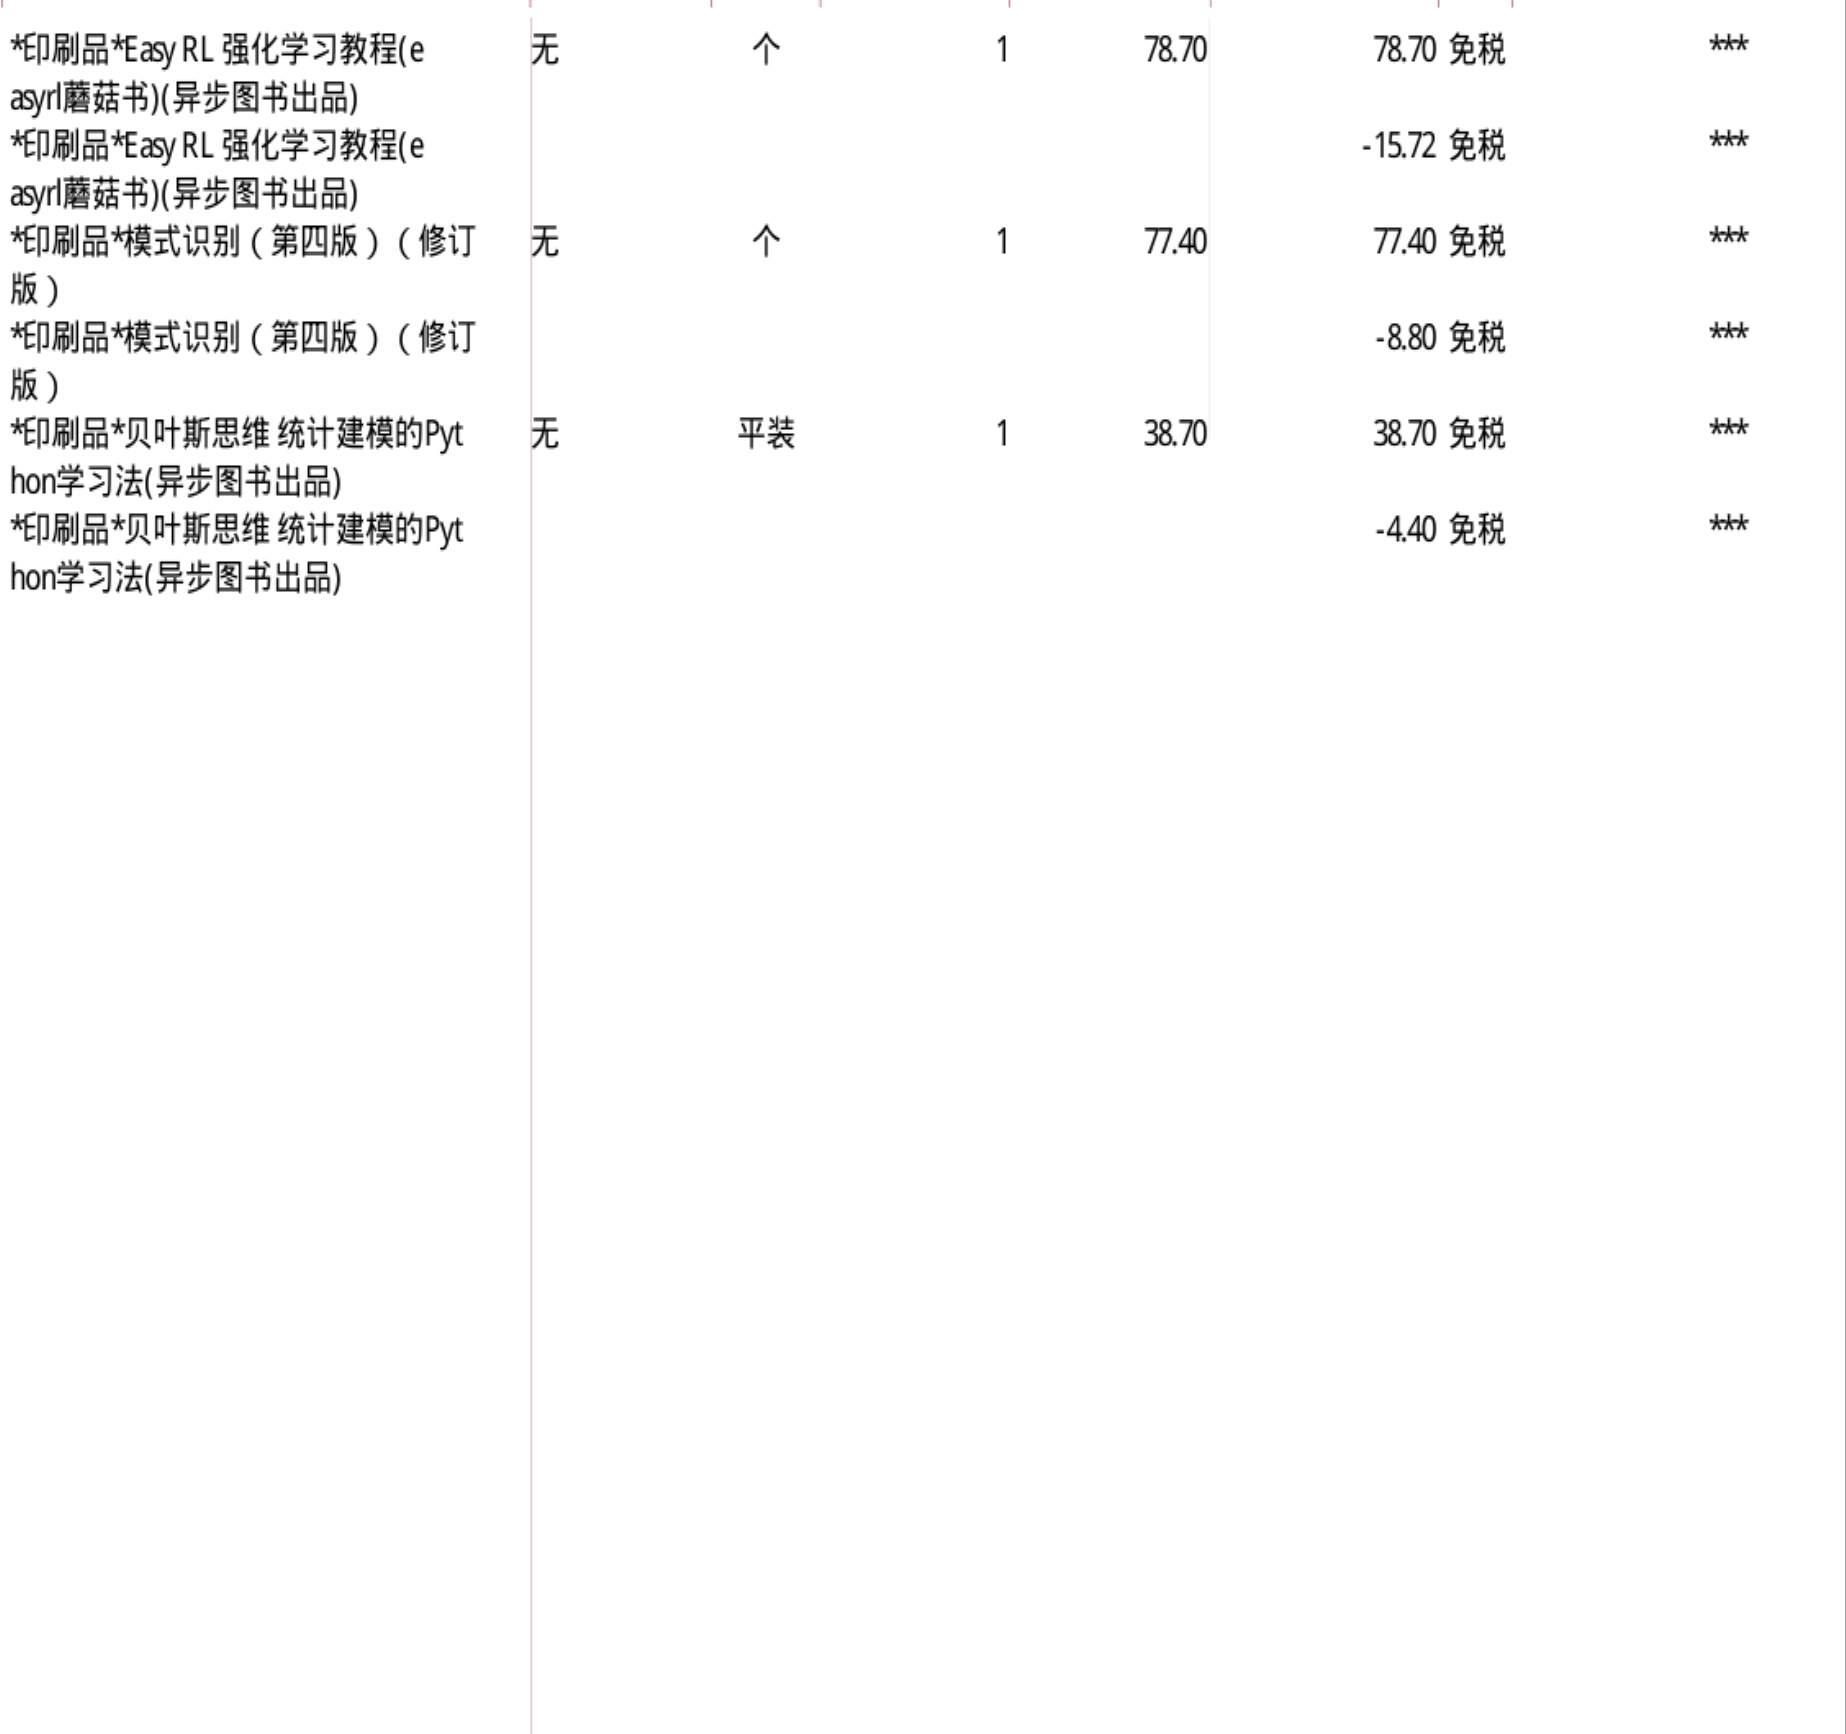 *印刷品*Easy RL 强化学习教程(e 无 个 1 78.70 78.70 免税 ***
asyrl蘑菇书)(异步图书出品)
*印刷品*Easy RL 强化学习教程(e -15.72 免税 ***
asyrl蘑菇书)(异步图书出品)
*印刷品*模式识别（第四版）（修订 无 个 1 77.40 77.40 免税 ***
版）
*印刷品*模式识别（第四版）（修订 -8.80 免税 ***
版）
*印刷品*贝叶斯思维 统计建模的Pyt 无 平装 1 38.70 38.70 免税 ***
hon学习法(异步图书出品)
*印刷品*贝叶斯思维 统计建模的Pyt -4.40 免税 ***
hon学习法(异步图书出品)